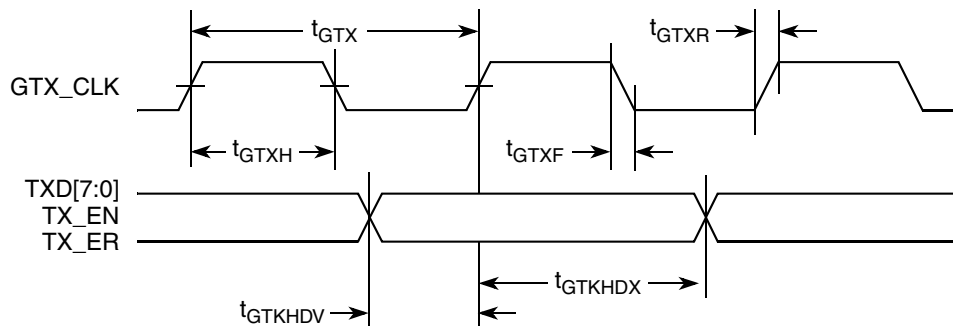 tGTX
tGTXR
GTX_CLK
tGTXH
tGTXF
TXD[7:0]
TX_EN
TX_ER
tGTKHDX
tGTKHDV